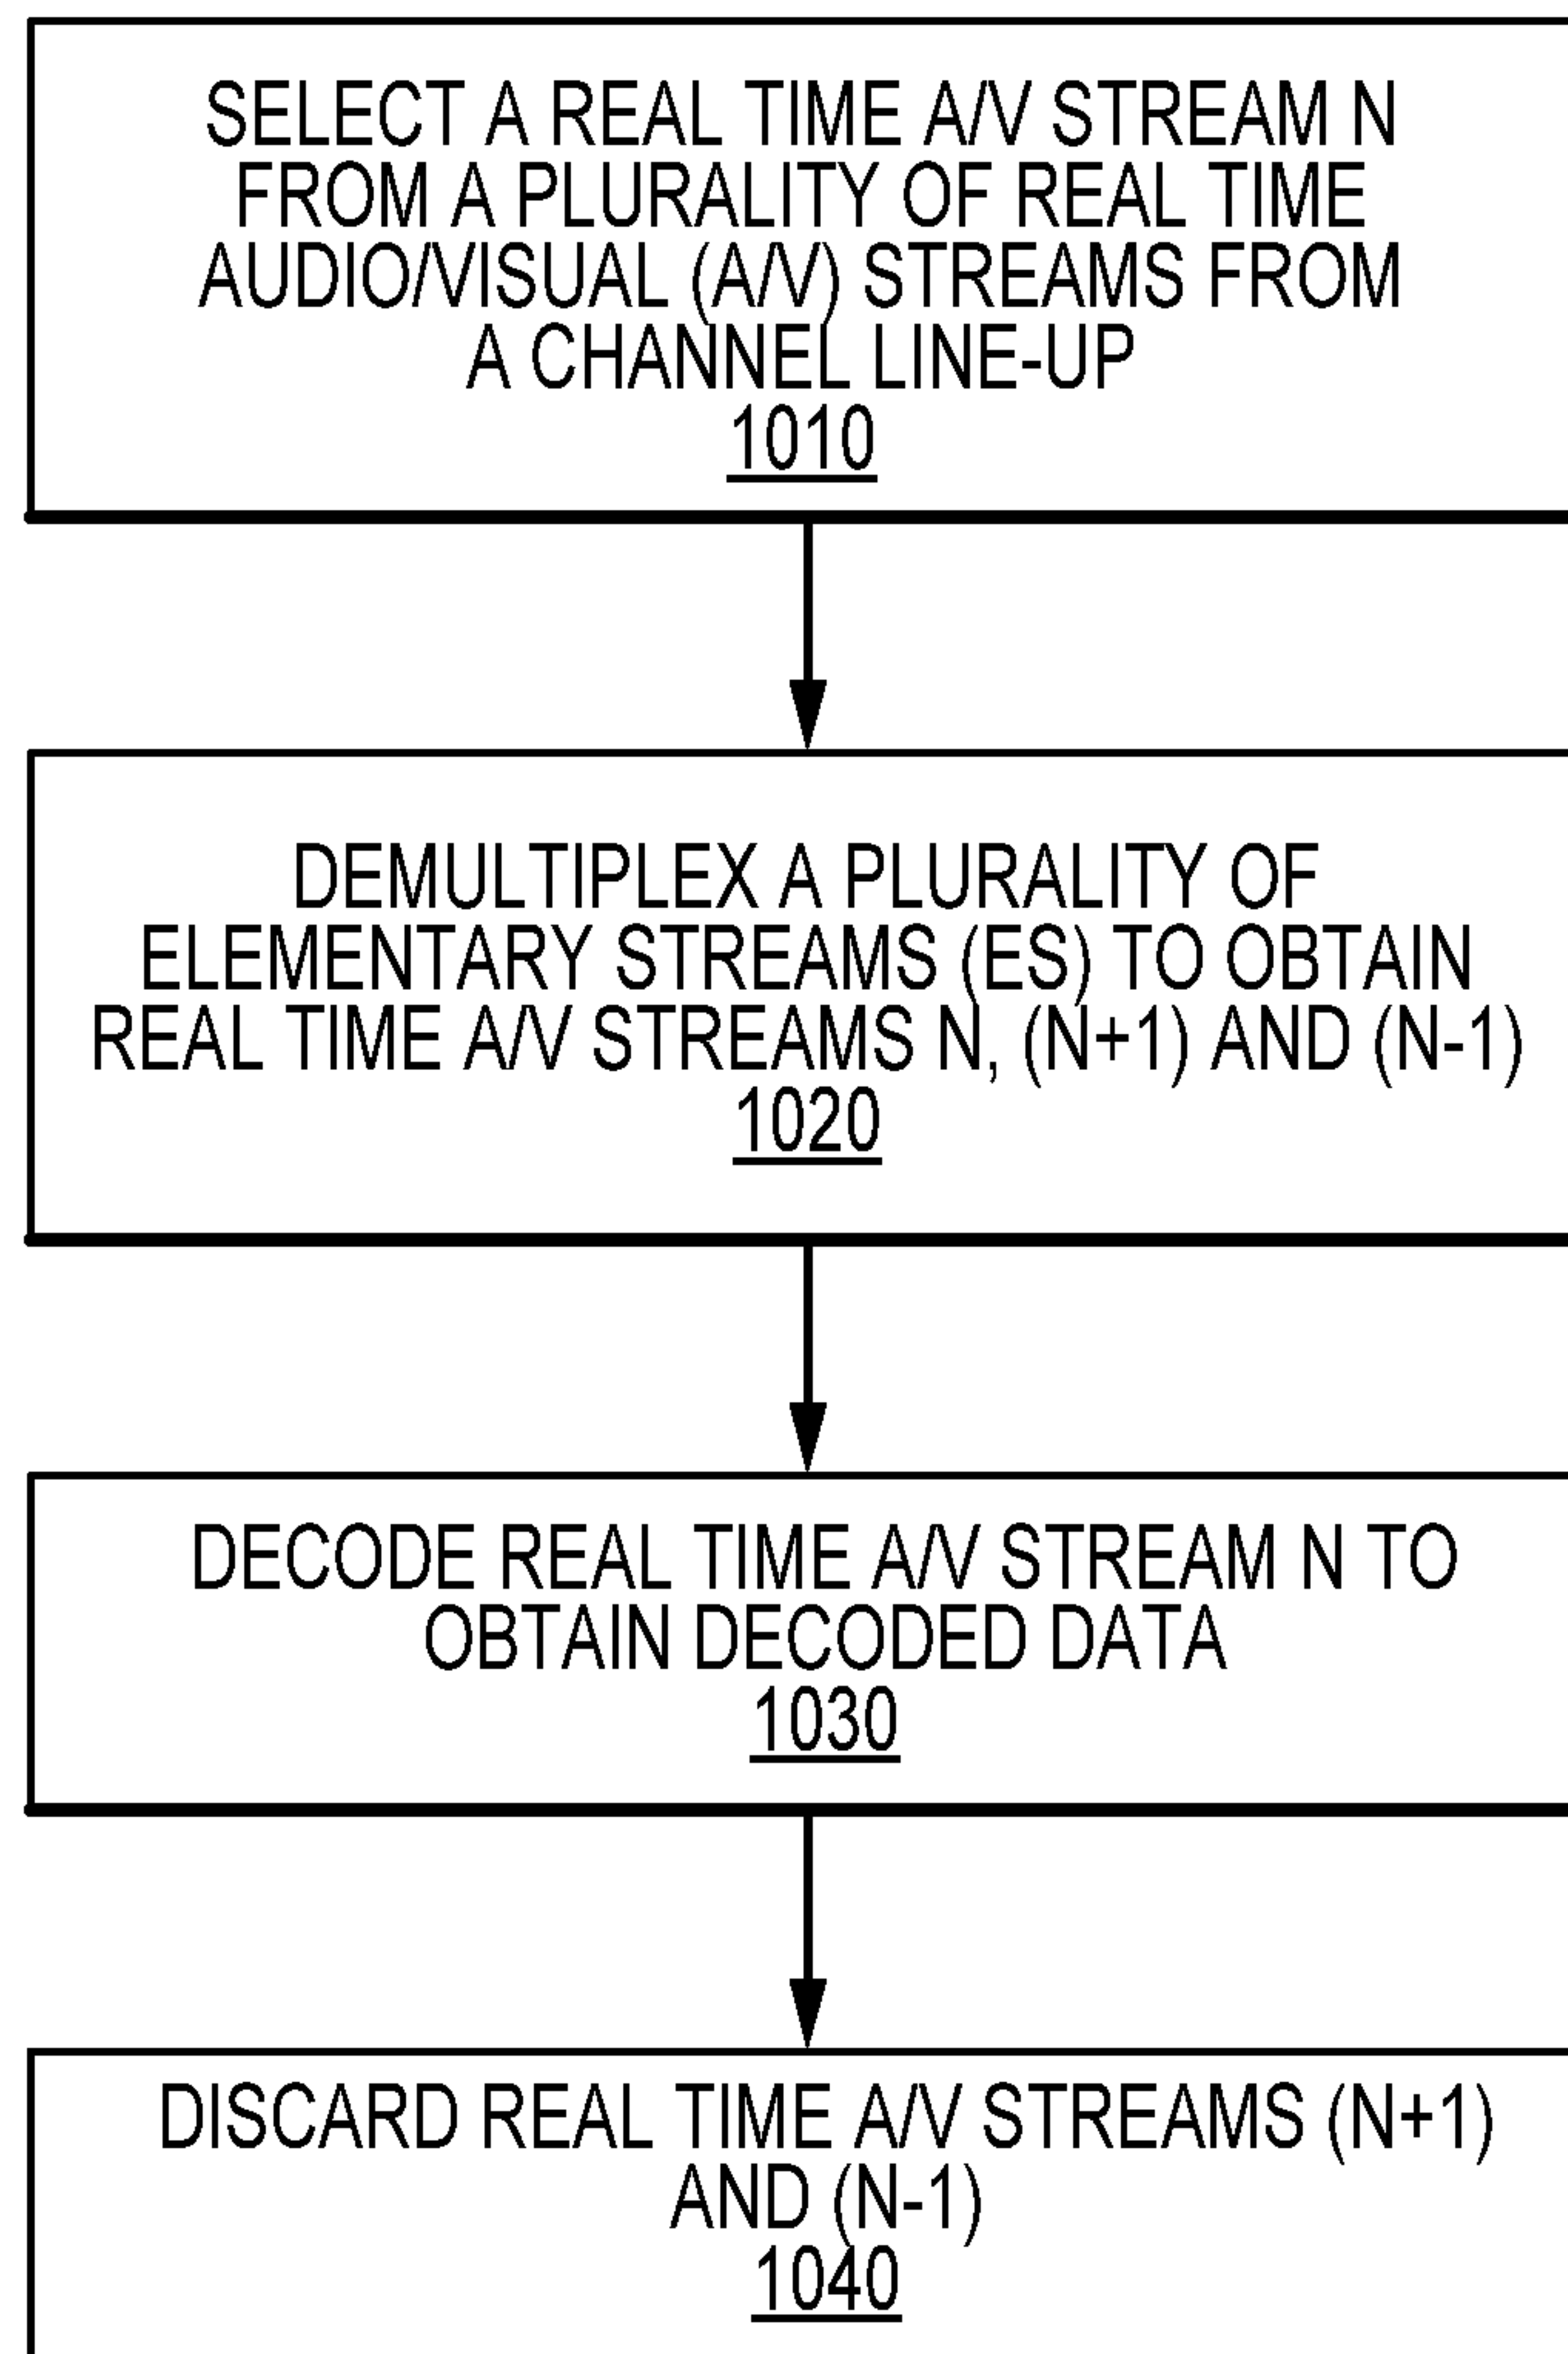 SELECT A REAL TIME A/V STREAM N
FROM A PLURALITY OF REAL TIME
AUDIO/VISUAL (A/V) STREAMS FROM
A CHANNEL LINE-UP
1010
DEMULTIPLEX A PLURALITY OF
ELEMENTARY STREAMS (ES) TO OBTAIN
REAL TIME A/V STREAMS N, (N+1) AND (N-1)
1020
DECODE REAL TIME A/V STREAM N TO
OBTAIN DECODED DATA
1030
DISCARD REAL TIME A/V STREAMS (N+1)
AND (N-1)
1040